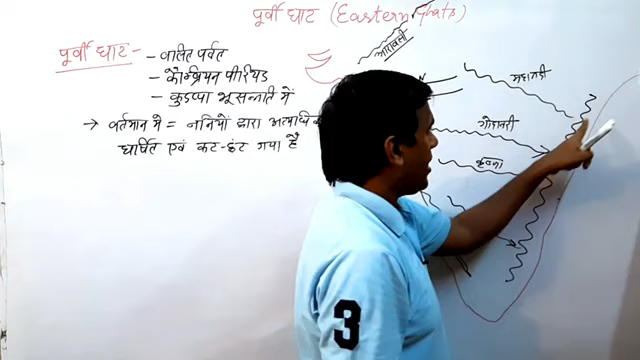 पूर्वी घाट (Eastern Ghats)
पूर्वी घाट - - वलित पर्वत
- कैम्ब्रियन पीरियड
- कुडप्पा भूसन्नति में
→ वर्तमान में = नदियों द्वारा अत्यधिक
घर्षित एवं कट-छंट गया है
अरावली
महानदी
गोदावरी
कृष्णा
3